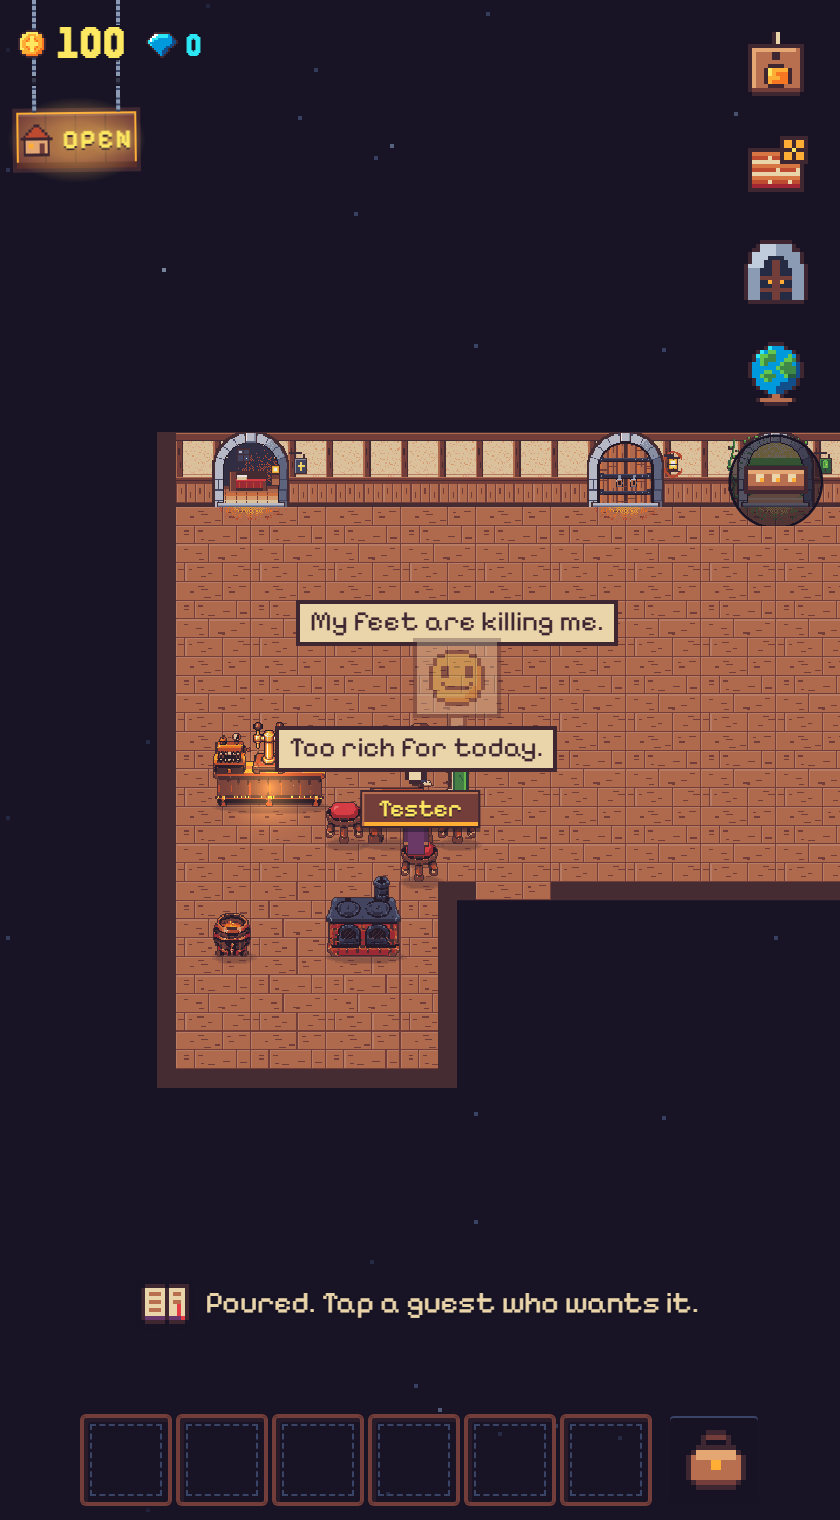 100
0
OPEN
My feet are killing me.
Too rich for today.
Tester
Poured. Tap a guest who wants it.